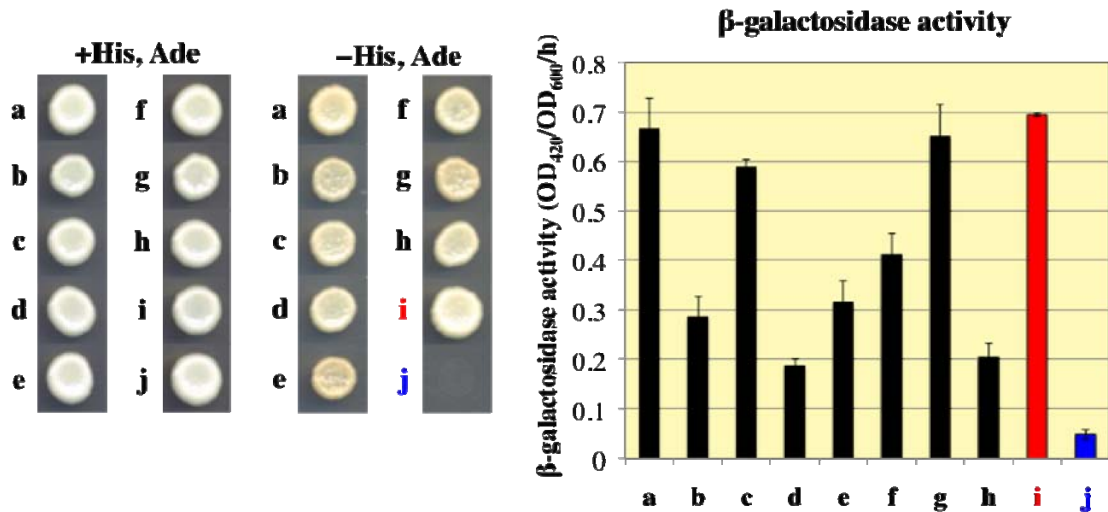 β-galactosidase activity
+His, Ade
−His, Ade
a f
b g
c h
d i
e j
a f
b g
c h
d i
e j
β-galactosidase activity (OD420/OD600/h)
0.8
0.7
0.6
0.5
0.4
0.3
0.2
0.1
0
a b c d e f g h i j